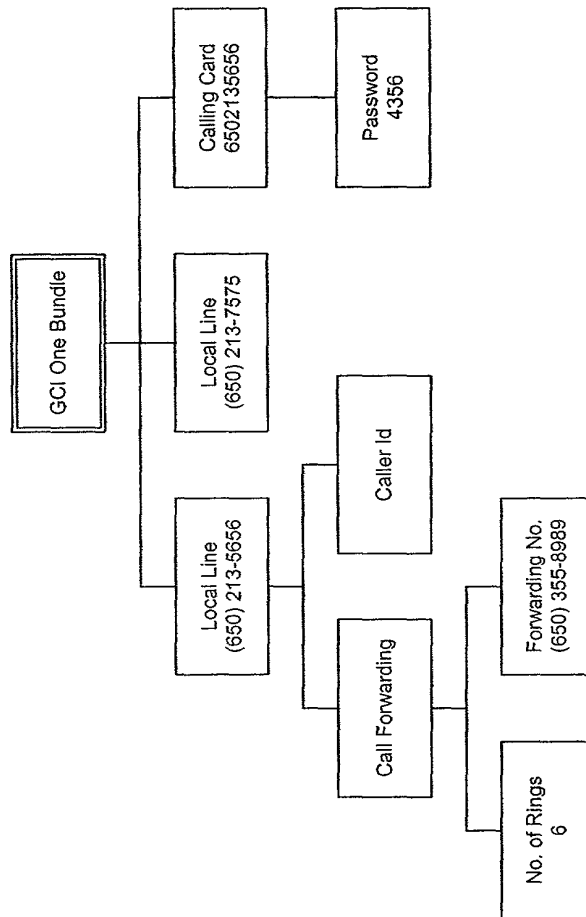 GCI One Bundle
Local Line
(650) 213-5656
Local Line
(650) 213-7575
Calling Card
6502135656
Call Forwarding
Caller Id
Password
4356
No. of Rings
6
Forwarding No.
(650) 355-8989